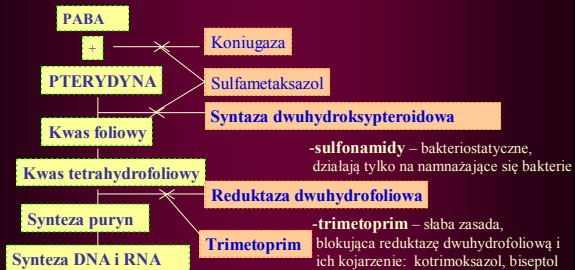 PABA
+
Koniugaza
PTERYDYNA
Sulfametaksazol
Syntaza dwuhydroksypteroidowa
Kwas foliowy
-sulfonamidy – bakteriostatyczne,
działają tylko na namnażające się bakterie
Kwas tetrahydrofoliowy
Reduktaza dwuhydrofoliowa
Synteza puryn
-trimetoprim – słaba zasada,
blokująca reduktazę dwuhydrofoliową i
ich kojarzenie: kotrimoksazol, biseptol
Trimetoprim
Synteza DNA i RNA